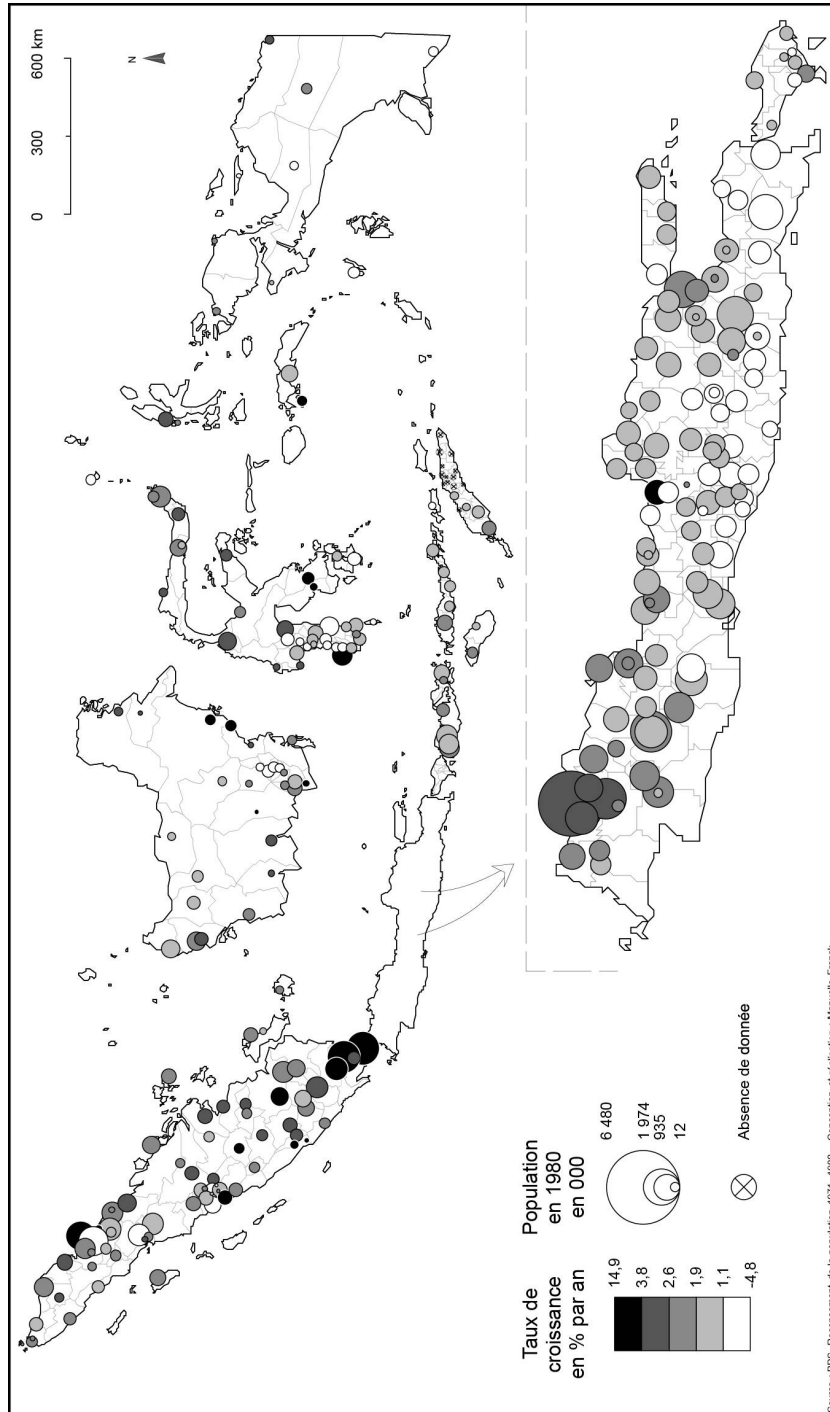 0 300 600 km
N
Taux de
croissance
en % par an
14,9
3,8
2,6
1,9
1,1
-4,8
Population
en 1980
en 000
6 480
1 974
935
12
Absence de donnée